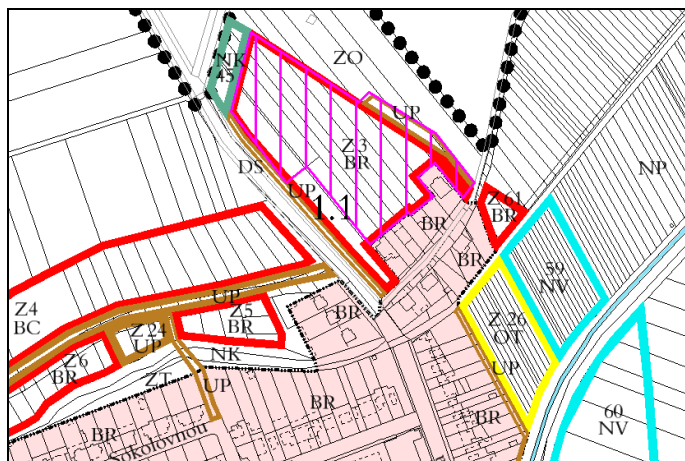 NK
45
ZO
UP
Z 3
BR
DS
UP
1.1
NP
Z 61
BR
BR
BR
59
NV
Z4
BC
UP
Z5
BR
BR
Z 24
UP
Z 26
OT
Z6
BR
NK
ZT
UP
UP
BR
BR
BR
60
NV
Sokolovnou